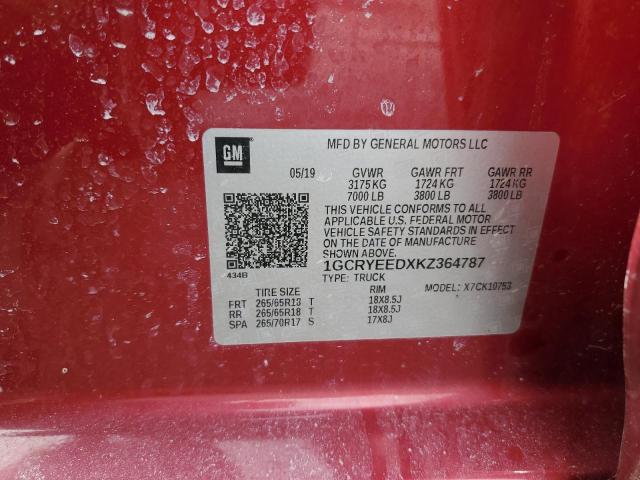 GM
MFD BY GENERAL MOTORS LLC
05/19 GVWR GAWR FRT GAWR RR
3175 KG 1724 KG 1724 KG
7000 LB 3800 LB 3800 LB
THIS VEHICLE CONFORMS TO ALL
APPLICABLE U.S. FEDERAL MOTOR
VEHICLE SAFETY STANDARDS IN EFFECT
ON THE DATE OF MANUFACTURE
SHOWN ABOVE.
1GCRYEEDXKZ364787
434B
TYPE: TRUCK
MODEL: X7CK10753
TIRE SIZE RIM
FRT 265/65R18 T 18X8.5J
RR 265/65R18 T 18X8.5J
SPA 265/70R17 S 17X8J